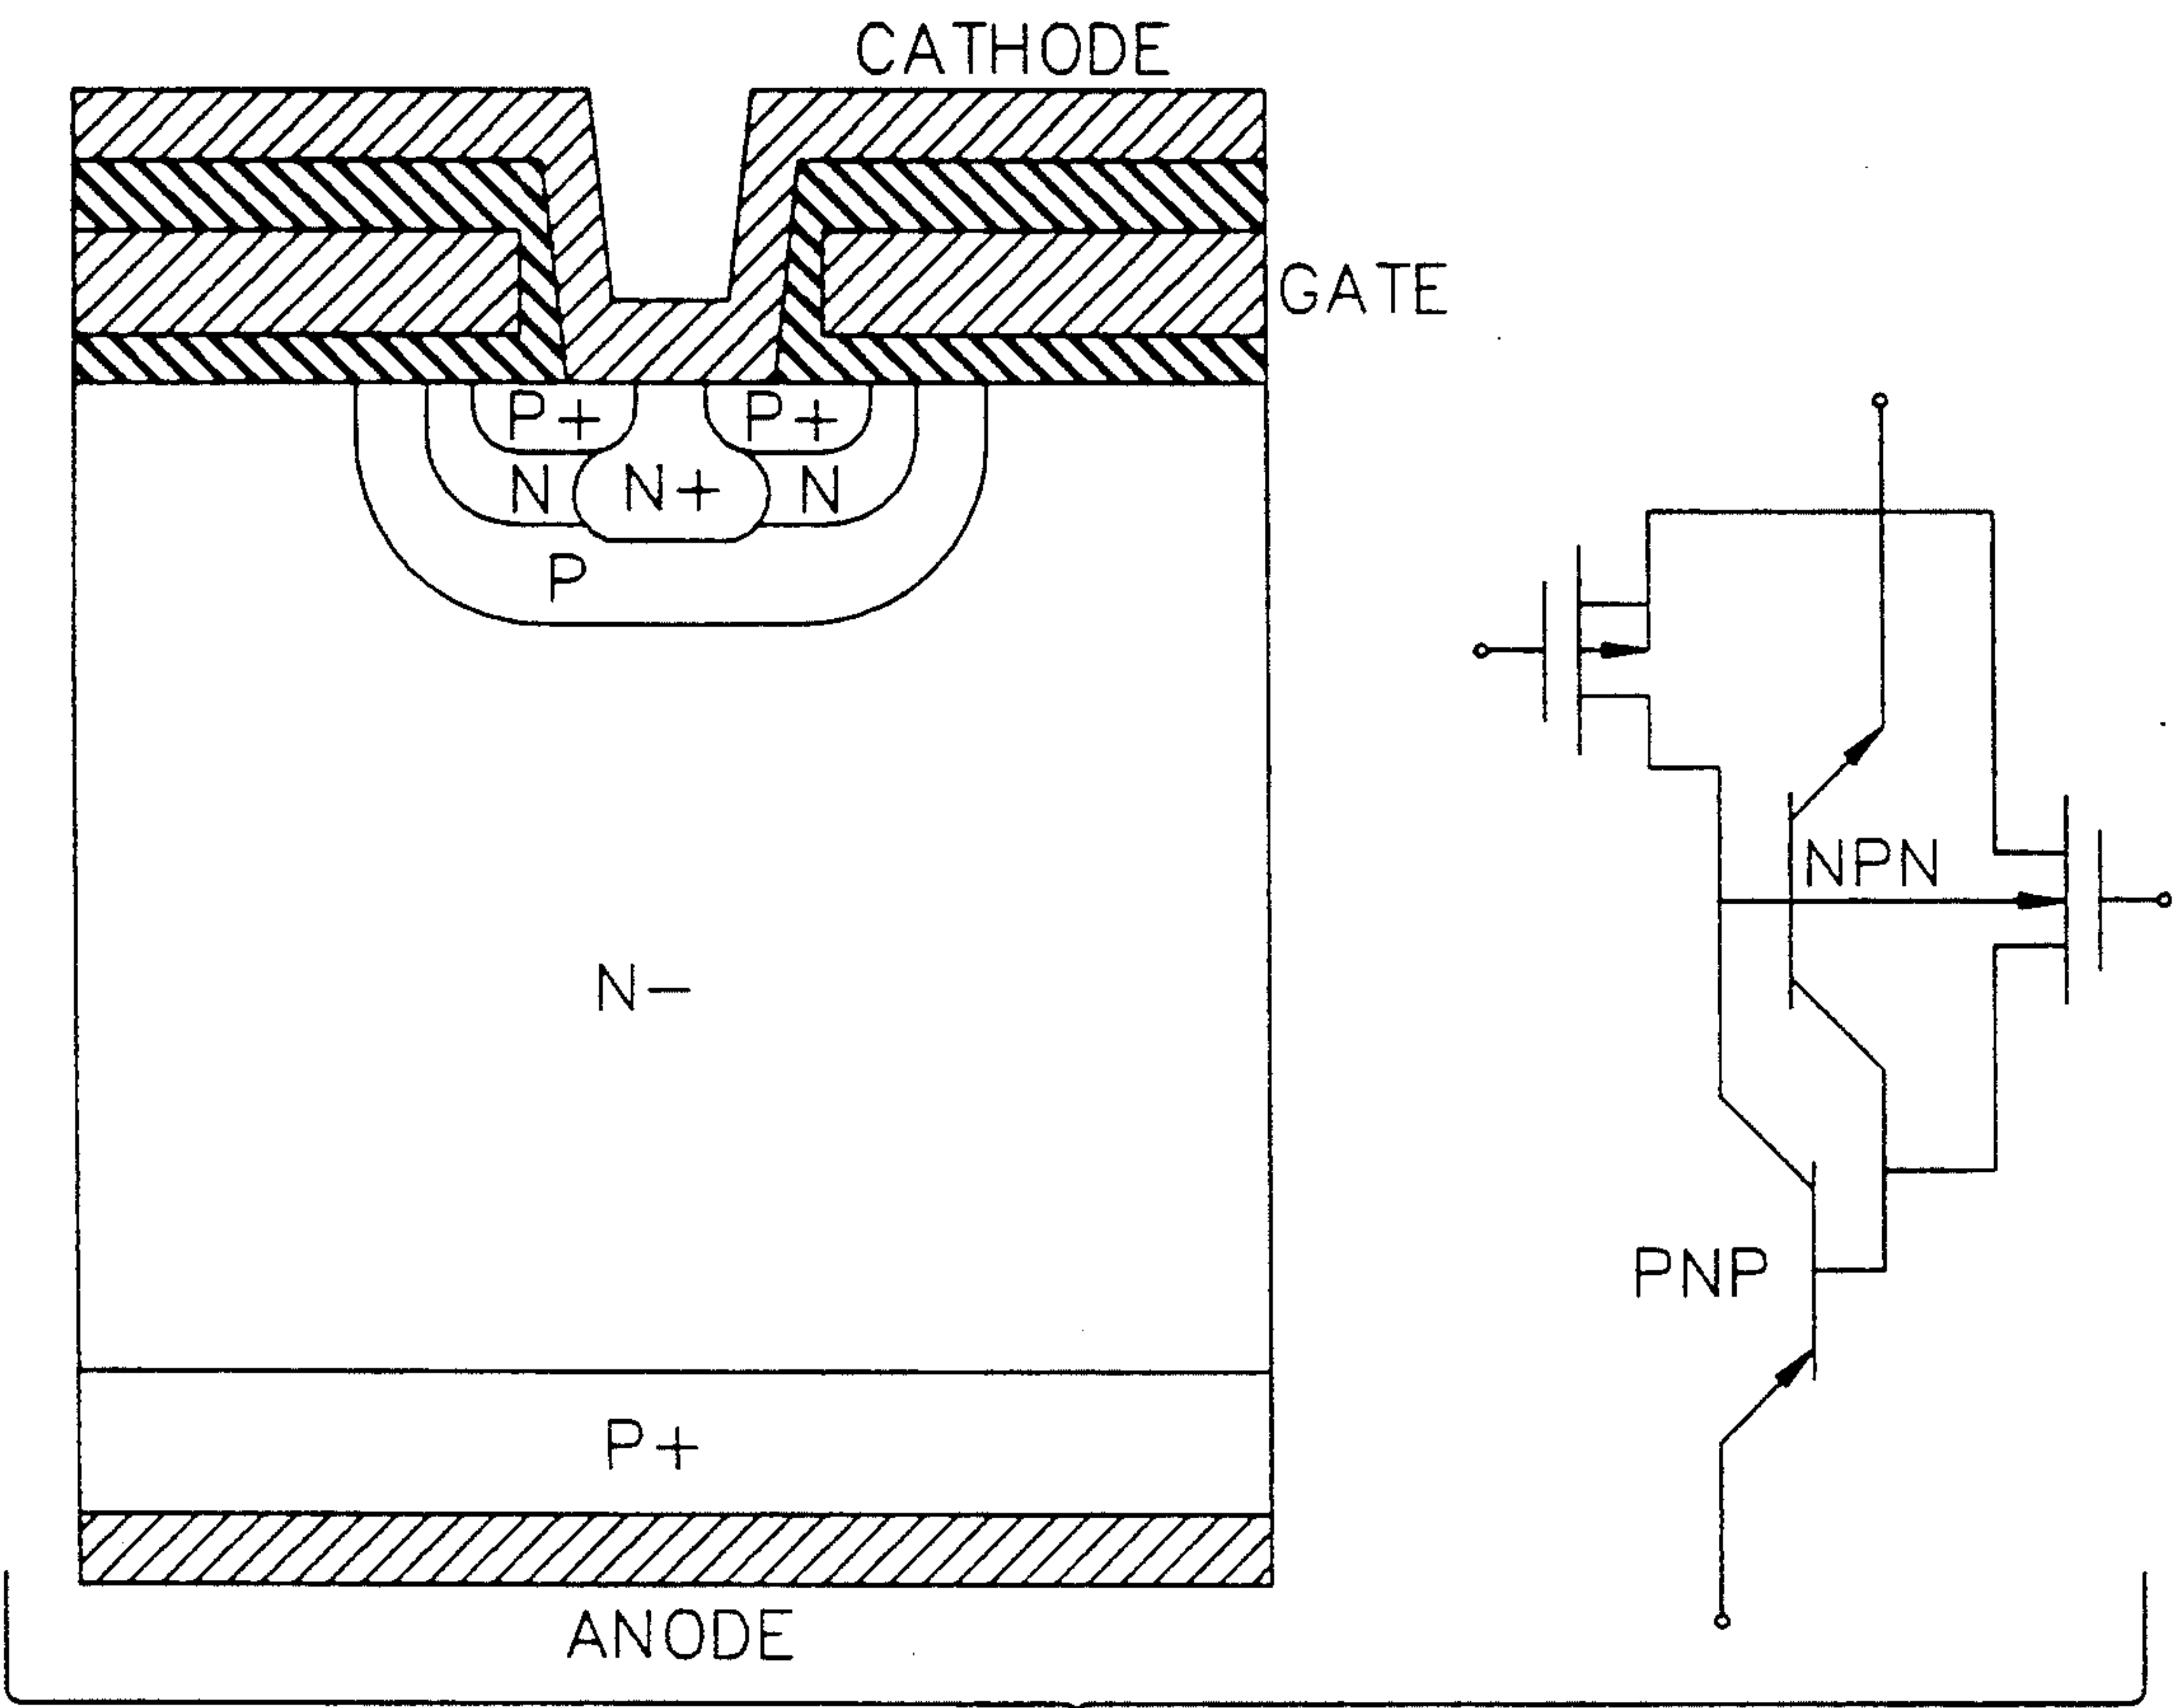 CATHODE
GATE
P+ P+
N N+ N
P
NPN
N-
PNP
P+
ANODE